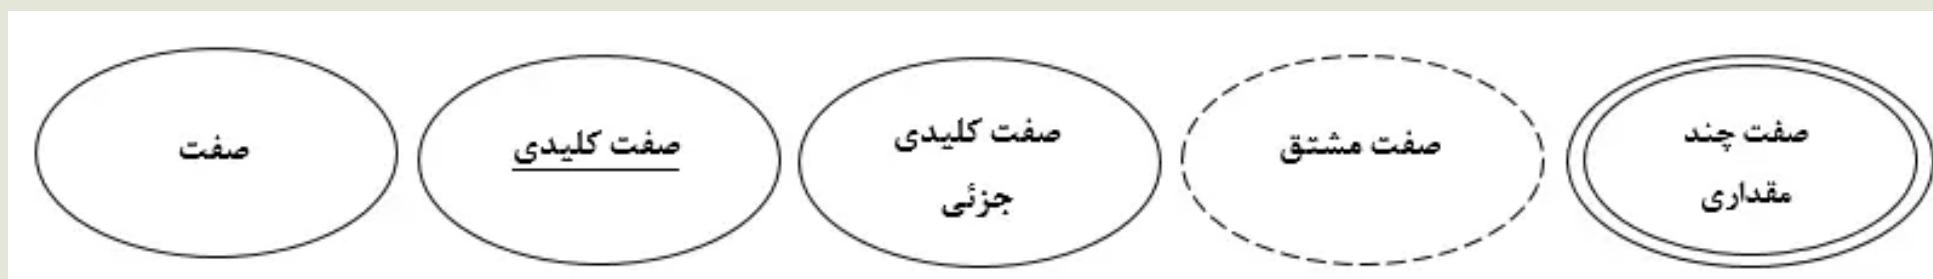 صفت چند
مقداری
صفت مشتق
صفت کلیدی
جزئی
صفت کلیدی
صفت